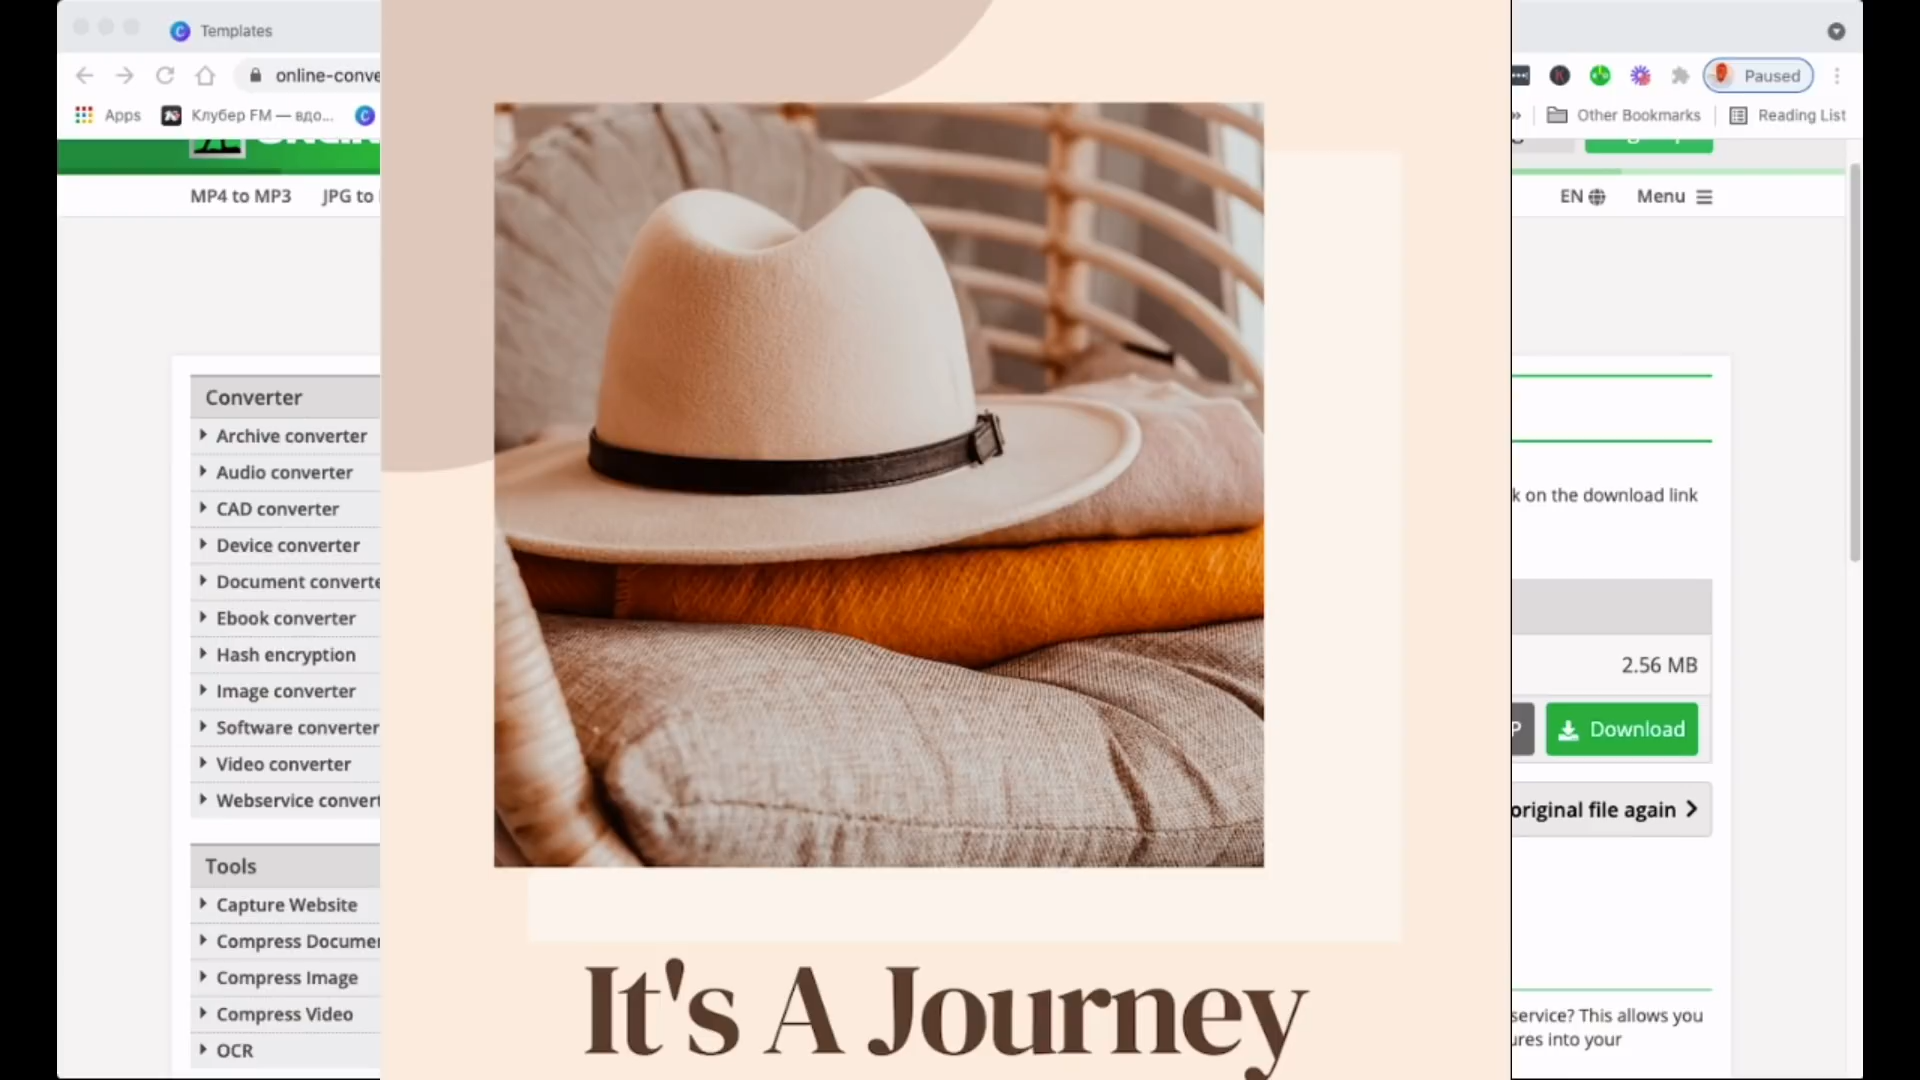 Templates
online-conve
Paused
Apps
Клубер FM — вдо...
Other Bookmarks
Reading List
MP4 to MP3
JPG to
EN
Menu
Converter
Archive converter
Audio converter
CAD converter
Device converter
Document converte
Ebook converter
Hash encryption
Image converter
Software converter
Video converter
Webservice convert
Tools
Capture Website
Compress Documen
Compress Image
Compress Video
OCR
k on the download link
2.56 MB
P
Download
original file again
service? This allows you
ures into your
It's A Journey